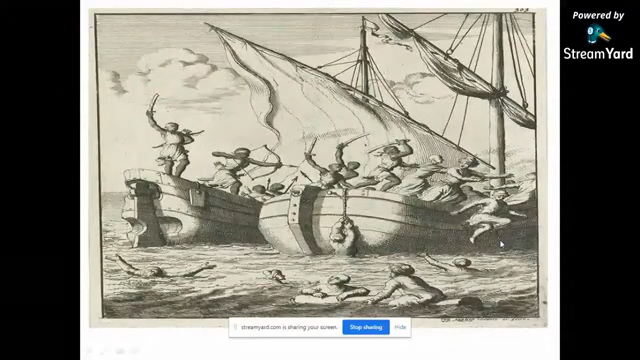 Powered by
StreamYard
streamyard.com is sharing your screen.
Stop sharing
Hide